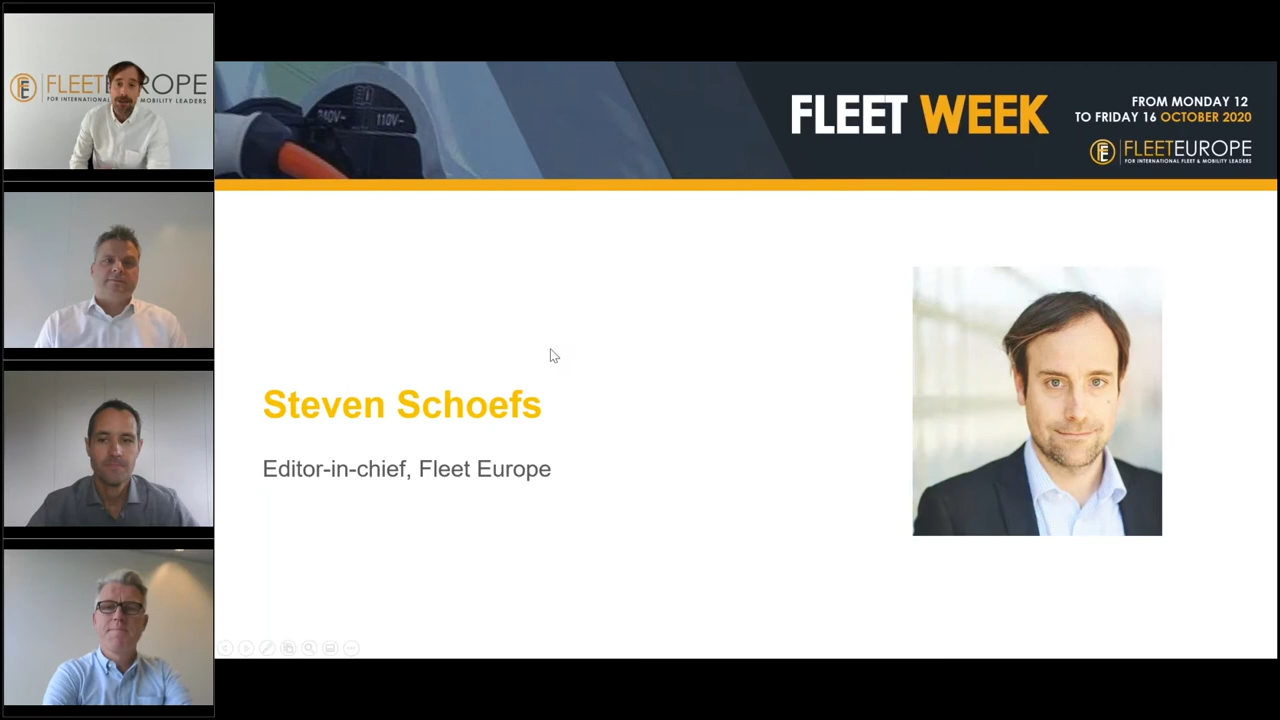 FLEETEUROPE
FOR INTERNATIONAL
MOBILITY LEADERS
240V~
110V~
FLEET WEEK
FROM MONDAY 12
TO FRIDAY 16 OCTOBER 2020
FLEETEUROPE
FOR INTERNATIONAL FLEET & MOBILITY LEADERS
Steven Schoefs
Editor-in-chief, Fleet Europe